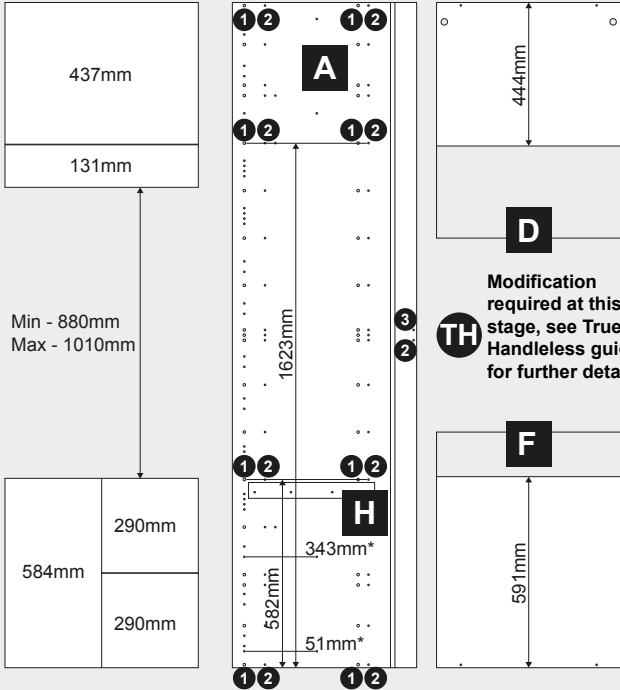 437mm
131mm
Min - 880mm
Max - 1010mm
584mm
290mm
290mm
1 2
1 2
A
1 2
1 2
1623mm
3
2
1 2
1 2
H
343mm*
582mm
51mm*
1 2
1 2
444mm
D
TH
Modification
required at this
stage, see True
Handleless
for further
F
591mm